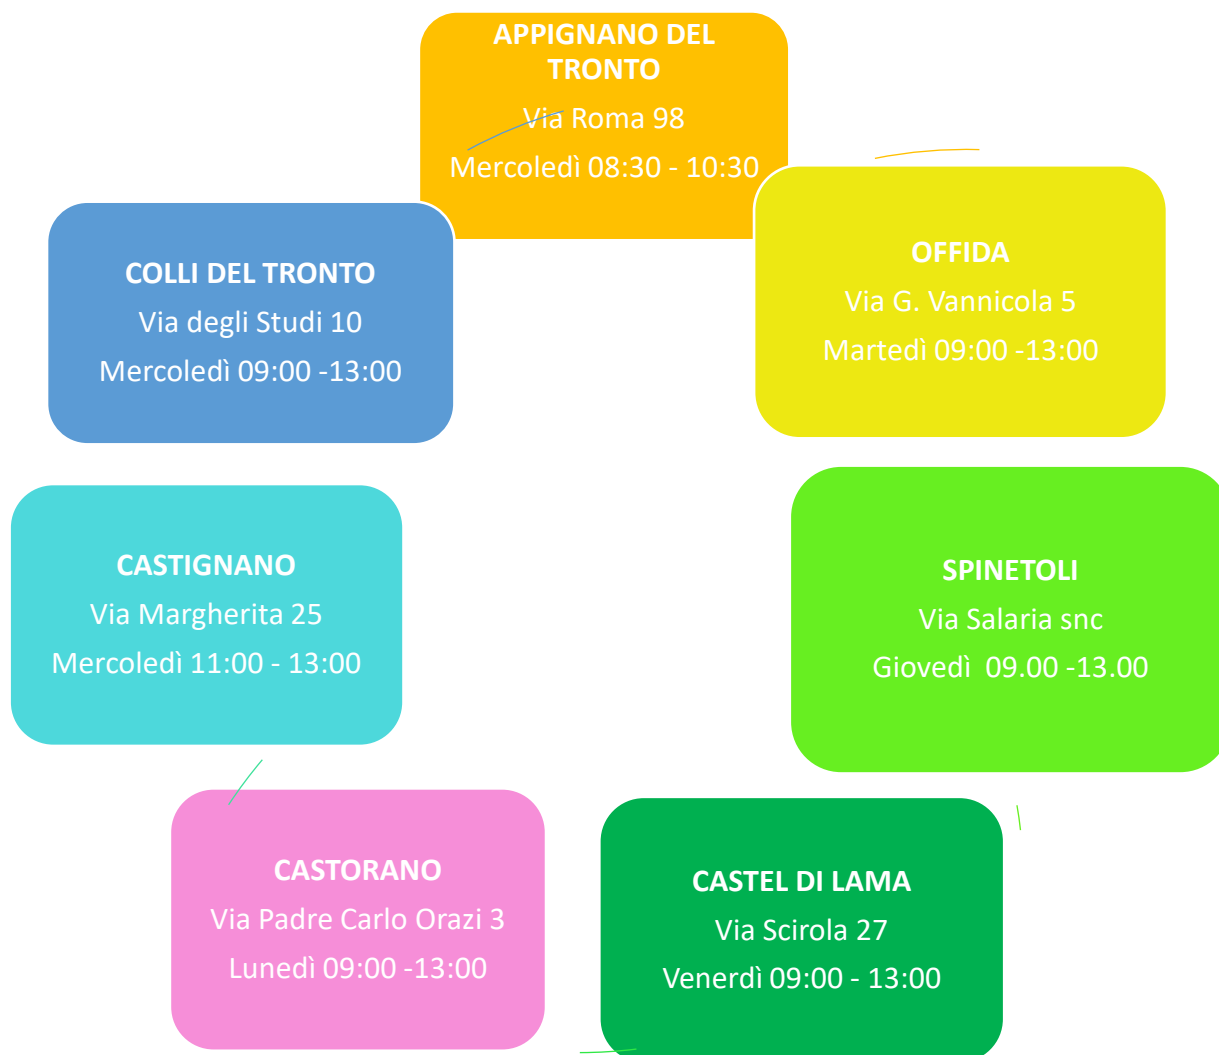 APPIGNANO DEL
TRONTO
Via Roma 98
Mercoledì 08:30 - 10:30
OFFIDA
Via G. Vannicola 5
Martedì 09:00 -13:00
SPINETOLI
Via Salaria snc
Giovedì  09.00 -13.00
CASTEL DI LAMA
Via Scirola 27
Venerdì 09:00 - 13:00
CASTORANO
Via Padre Carlo Orazi 3
Lunedì 09:00 -13:00
CASTIGNANO
Via Margherita 25
Mercoledì 11:00 - 13:00
COLLI DEL TRONTO
Via degli Studi 10
Mercoledì 09:00 -13:00